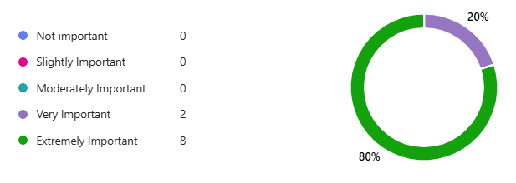 Not important 0
Slightly Important 0
Moderately Important 0
Very Important 2
Extremely Important 8
20%
80%